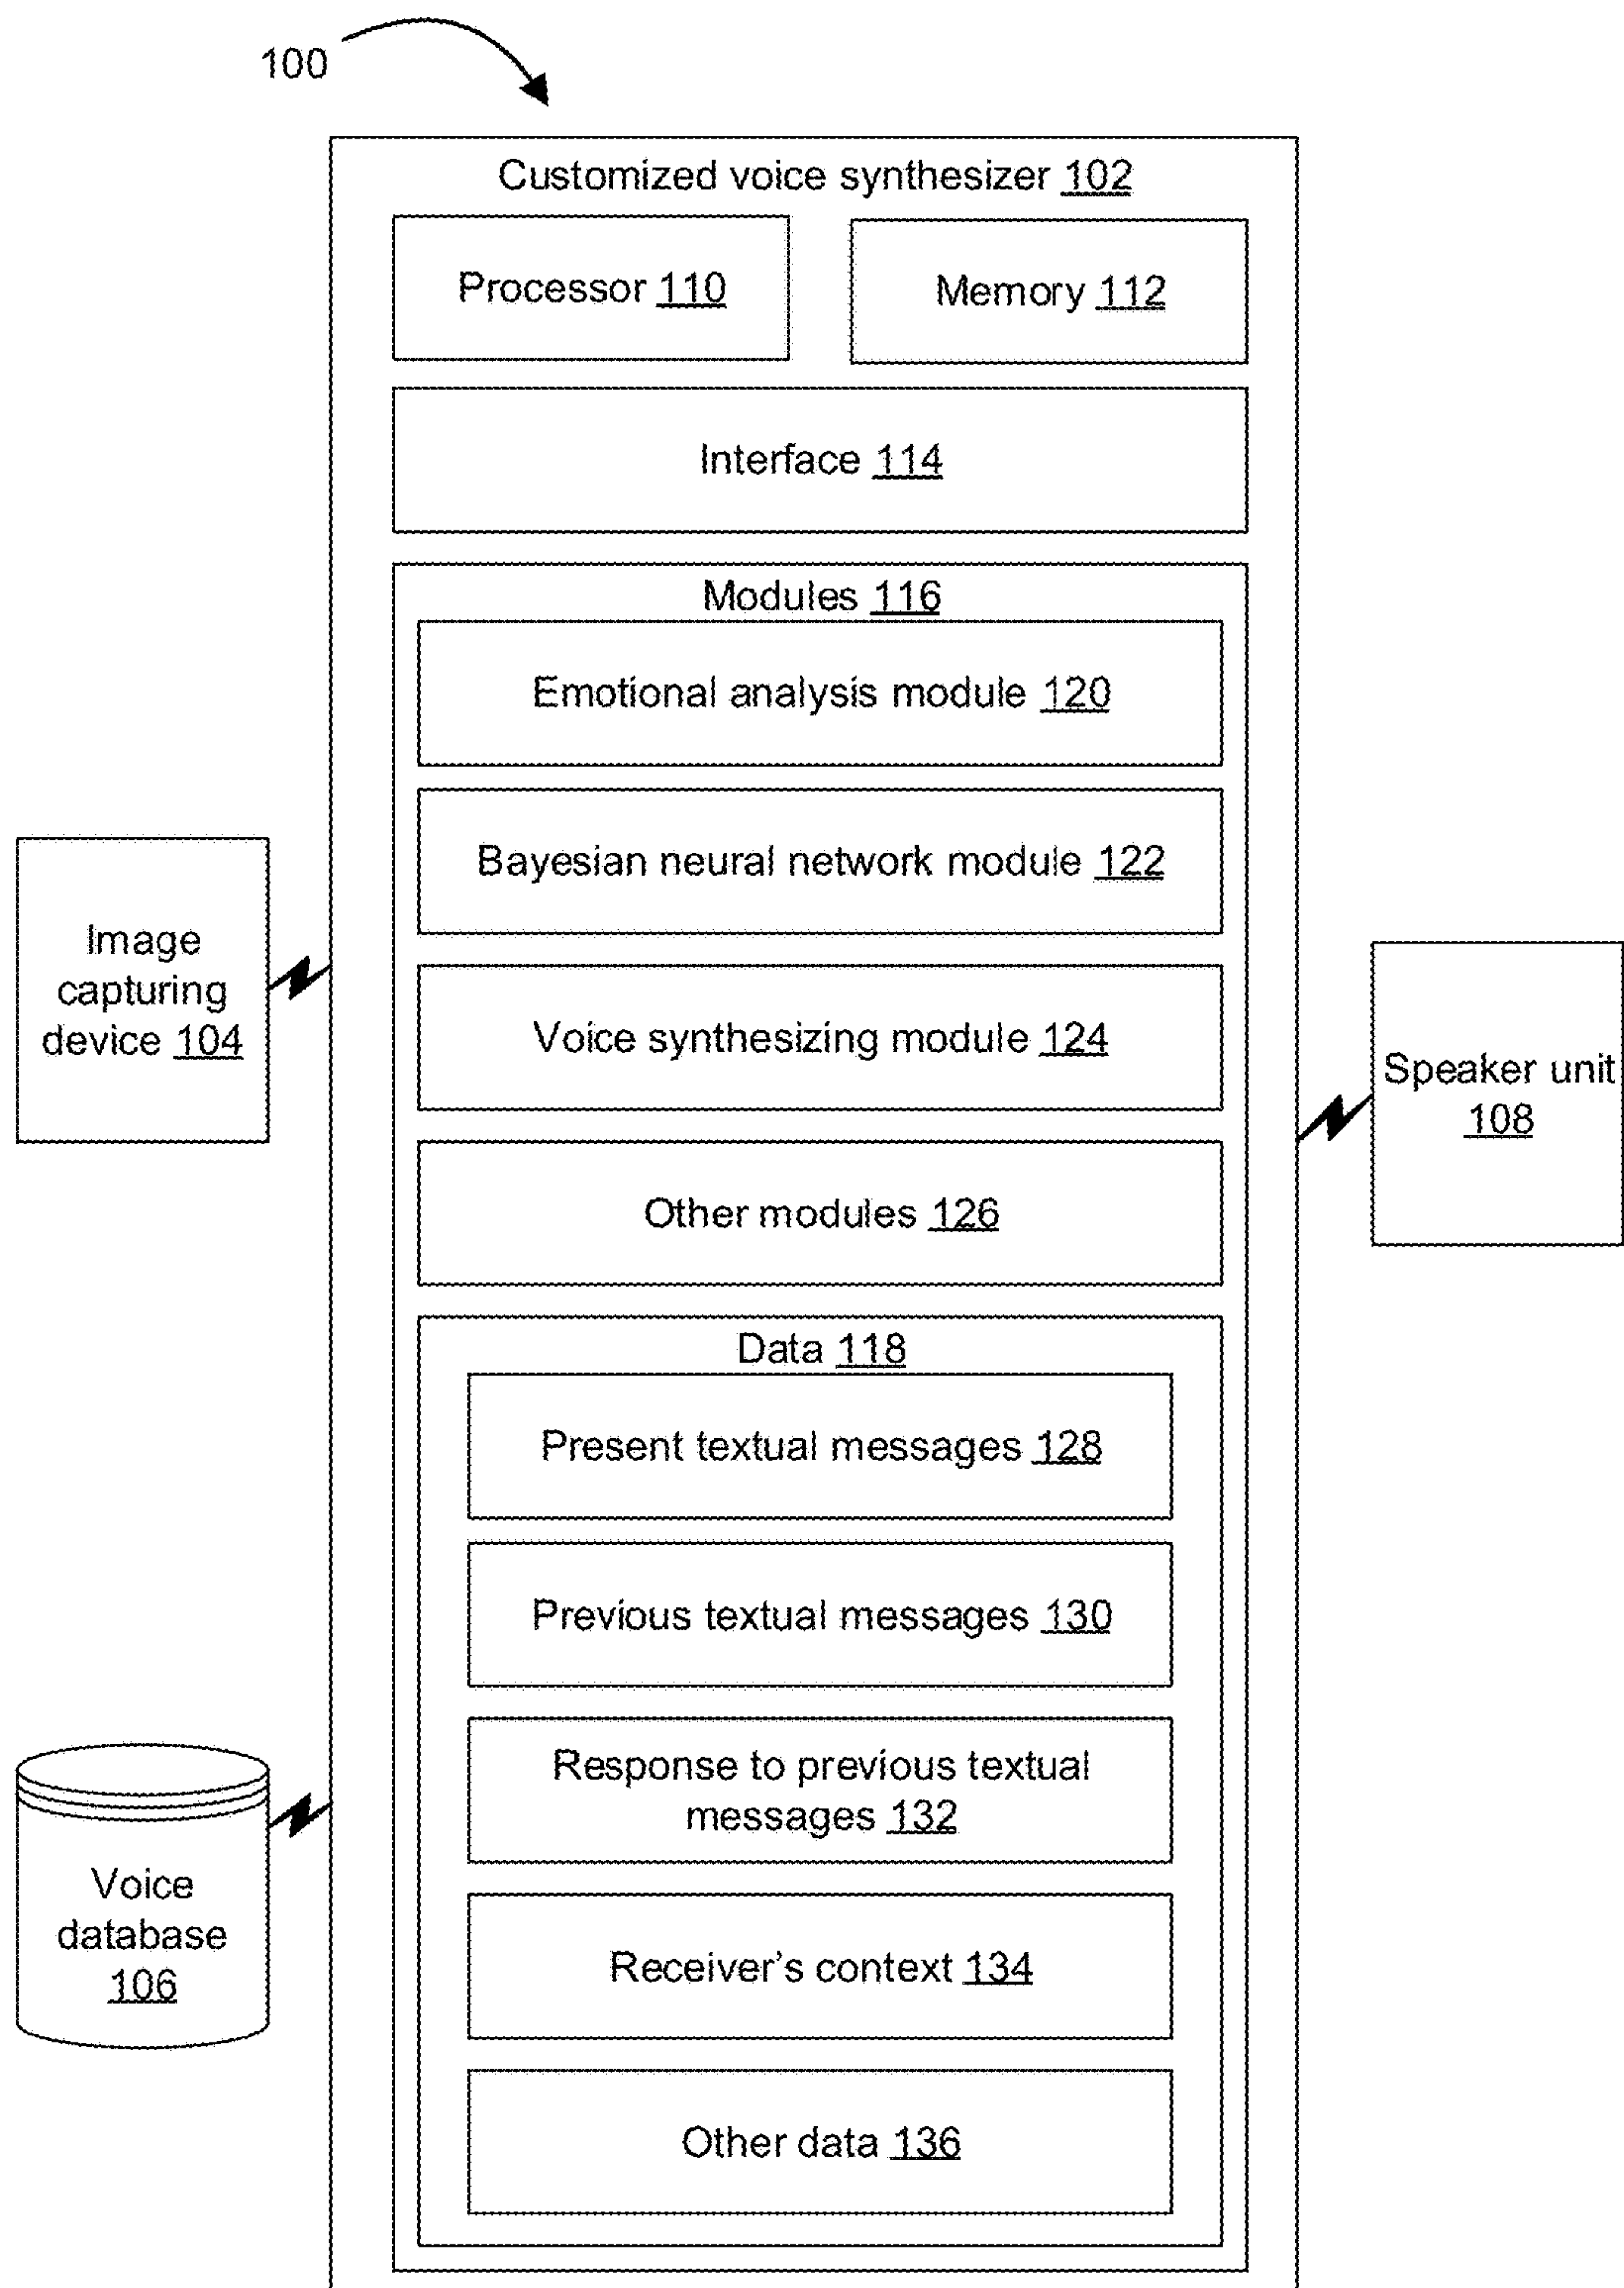 100
Customized voice synthesizer 102
Processor 110
Memory 112
Interface 114
Modules 116
Emotional analysis module 120
Bayesian neural network module 122
Image
capturing
device 104
Voice synthesizing module 124
Speaker unit
108
Other modules 126
Data 118
Present textual messages 128
Previous textual messages 130
Response to previous textual
messages 132
Voice
database
106
Receiver's context 134
Other data 136